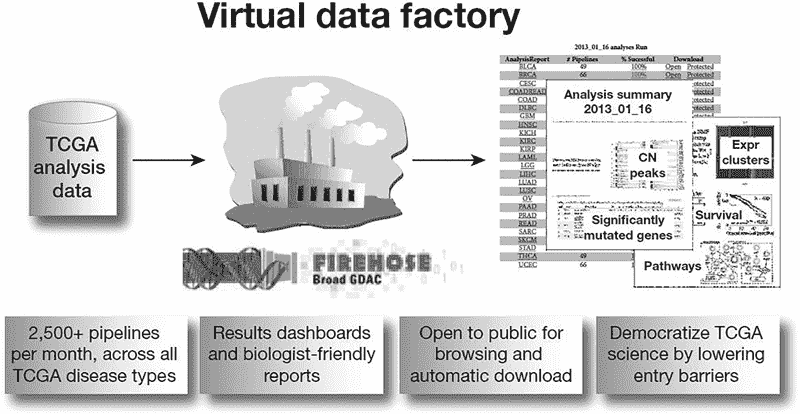 Virtual data factory
TCGA
analysis
data
FIREHOSE
Broad GDAC
2013_01_16 analyses Run
AnalysisReport # Pipelines % Sucessful Download
BLCA 49 100% Open Protected
BRCA 66 100% Open Protected
CESC
COADREAD
COAD
DLBC
GBM
HNSC
KICH
KIRC
KIRP
LAML
LGG
LIHC
LUAD
LUSC
OV
PAAD
PRAD
READ
SARC
SKCM
STAD
THCA 49
UCEC 66
Analysis summary
2013_01_16
CN
peaks
Significantly
mutated genes
Expr
clusters
Survival
Pathways
2,500+ pipelines
per month, across all
TCGA disease types
Results dashboards
and biologist-friendly
reports
Open to public for
browsing and
automatic download
Democratize TCGA
science by lowering
entry barriers